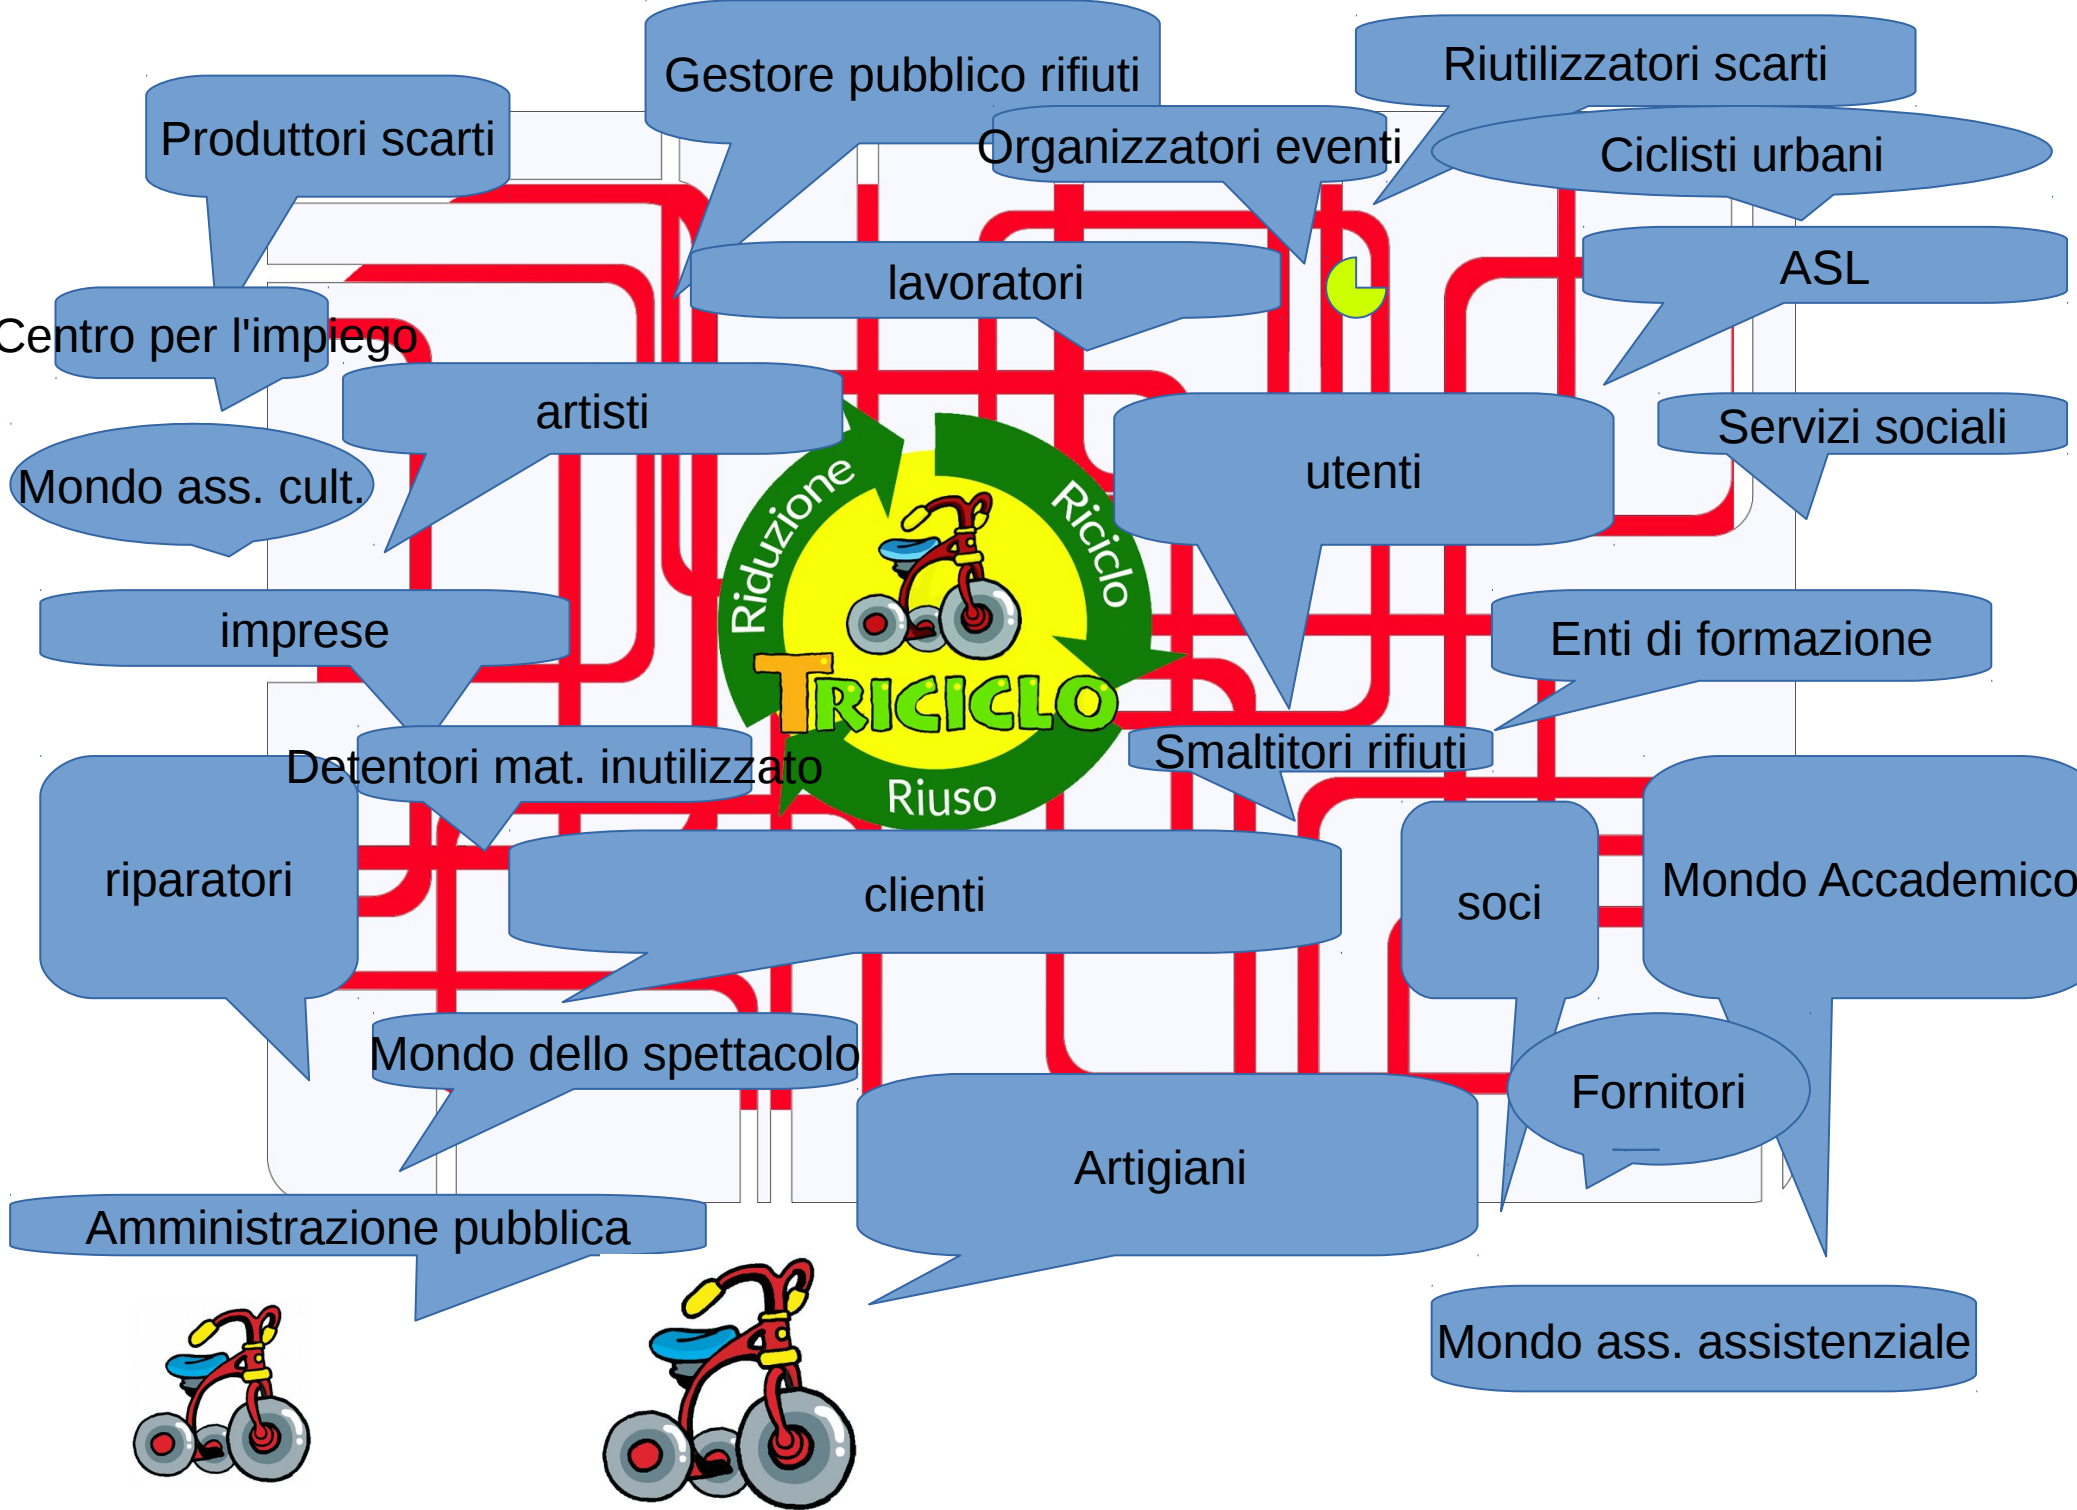 Gestore pubblico rifiuti
Riutilizzatori scarti
Produttori scarti
Organizzatori eventi
Ciclisti urbani
lavoratori
ASL
Centro per l'impiego
artisti
Servizi sociali
utenti
Mondo ass. cult.
Riduzione
Riciclo
imprese
Enti di formazione
TRICICLO
Detentori mat. inutilizzato
Smaltitori rifiuti
Riuso
riparatori
clienti
soci
Mondo Accademico
Mondo dello spettacolo
Fornitori
Artigiani
Amministrazione pubblica
Mondo ass. assistenziale